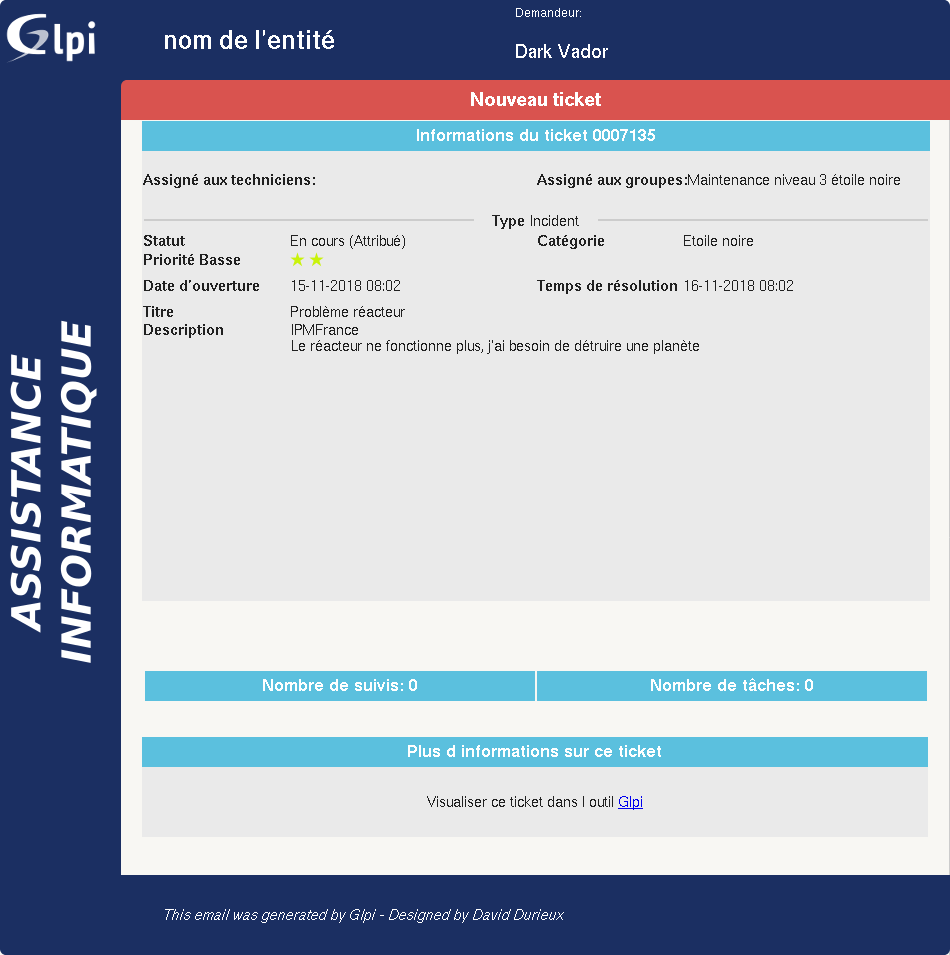 Glpi
nom de l'entité
Demandeur:
Dark Vador
Nouveau ticket
Informations du ticket 0007135
Assigné aux techniciens:
Assigné aux groupes:Maintenance niveau 3 étoile noire
Type Incident
Statut En cours (Attribué) Catégorie Etoile noire
Priorité Basse ★ ★
Date d'ouverture 15-11-2018 08:02 Temps de résolution 16-11-2018 08:02
Titre Problème réacteur
Description IPMFrance
Le réacteur ne fonctionne plus, j'ai besoin de détruire une planète
ASSISTANCE
INFORMATIQUE
Nombre de suivis: 0 Nombre de tâches: 0
Plus d informations sur ce ticket
Visualiser ce ticket dans l outil Glpi
This email was generated by Glpi - Designed by David Durieux